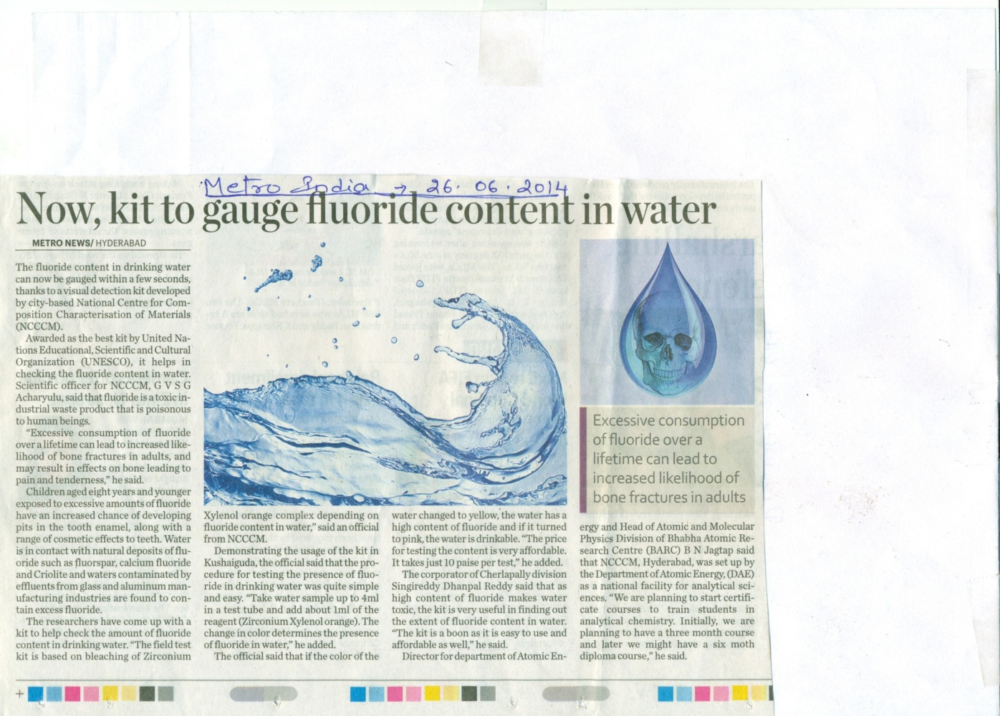 Metro India → 26.06.2014
Now, kit to gauge fluoride content in water
METRO NEWS/ HYDERABAD
The fluoride content in drinking water
can now be gauged within a few seconds,
thanks to a visual detection kit developed
by city-based National Centre for Com-
position Characterisation of Materials
(NCCCM).
Awarded as the best kit by United Na-
tions Educational, Scientific and Cultural
Organization (UNESCO), it helps in
checking the fluoride content in water.
Scientific officer for NCCCM, G V S G
Acharyulu, said that fluoride is a toxic in-
dustrial waste product that is poisonous
to human beings.
“Excessive consumption of fluoride
over a lifetime can lead to increased like-
lihood of bone fractures in adults, and
may result in effects on bone leading to
pain and tenderness,” he said.
Children aged eight years and younger
exposed to excessive amounts of fluoride
have an increased chance of developing
pits in the tooth enamel, along with a
range of cosmetic effects to teeth. Water
is in contact with natural deposits of flu-
oride such as fluorspar, calcium fluoride
and Criolite and waters contaminated by
effluents from glass and aluminum man-
ufacturing industries are found to con-
tain excess fluoride.
The researchers have come up with a
kit to help check the amount of fluoride
content in drinking water. “The field test
kit is based on bleaching of Zirconium
Xylenol orange complex depending on
fluoride content in water,” said an official
from NCCCM.
Demonstrating the usage of the kit in
Kushaiguda, the official said that the pro-
cedure for testing the presence of fluo-
ride in drinking water was quite simple
and easy. “Take water sample up to 4ml
in a test tube and add about 1ml of the
reagent (Zirconium Xylenol orange). The
change in color determines the presence
of fluoride in water,” he added.
The official said that if the color of the
water changed to yellow, the water has a
high content of fluoride and if it turned
to pink, the water is drinkable. “The price
for testing the content is very affordable.
It takes just 10 paise per test,” he added.
The corporator of Cherlapally division
Singireddy Dhanpal Reddy said that as
high content of fluoride makes water
toxic, the kit is very useful in finding out
the extent of fluoride content in water.
“The kit is a boon as it is easy to use and
affordable as well,” he said.
Director for department of Atomic En-
Excessive consumption
of fluoride over a
lifetime can lead to
increased likelihood of
bone fractures in adults
ergy and Head of Atomic and Molecular
Physics Division of Bhabha Atomic Re-
search Centre (BARC) B N Jagtap said
that NCCCM, Hyderabad, was set up by
the Department of Atomic Energy, (DAE)
as a national facility for analytical sci-
ences. “We are planning to start certifi-
cate courses to train students in
analytical chemistry. Initially, we are
planning to have a three month course
and later we might have a six moth
diploma course,” he said.